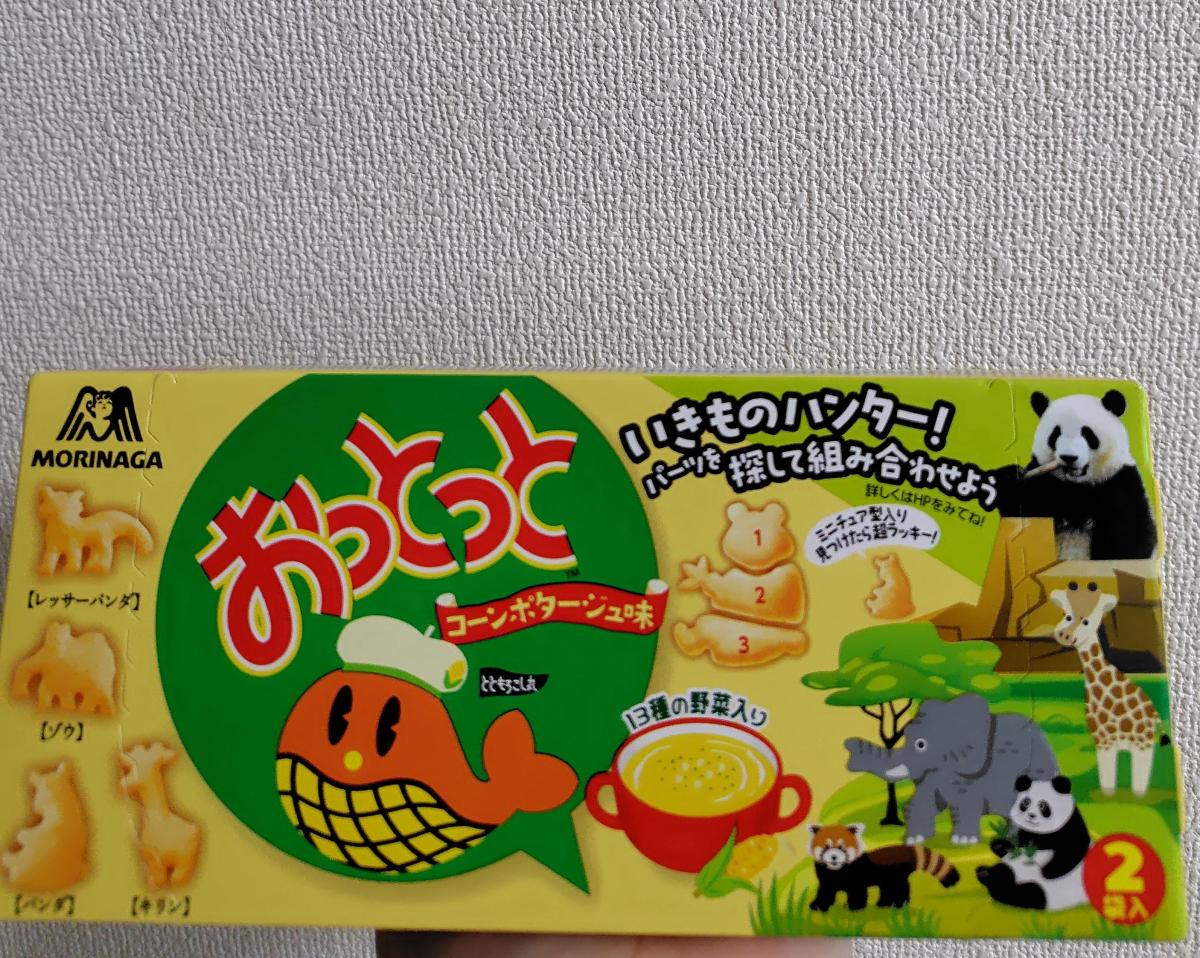 MORINAGA
【レッサーパンダ】
【ゾウ】
【パンダ】
【キリン】
おっとっと
TM
コーンポタージュ味
とともろこし丸
いきものハンター!
パーツを探して組み合わせよう
詳しくはHPをみてね!
ミニチュア型入り
見つけたら超ラッキー!
1
2
3
13種の野菜入り
2
袋入